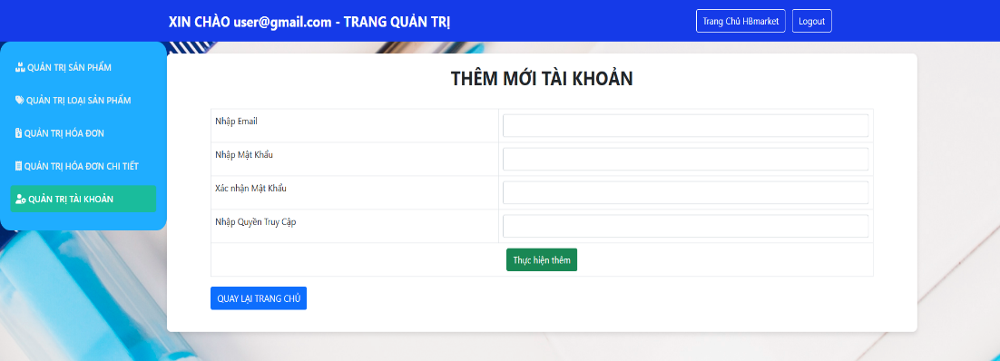 XIN CHÀO user@gmail.com - TRANG QUẢN TRỊ
Trang Chủ HBmarket
Logout
QUẢN TRỊ SẢN PHẨM
QUẢN TRỊ LOẠI SẢN PHẨM
QUẢN TRỊ HÓA ĐƠN
QUẢN TRỊ HÓA ĐƠN CHI TIẾT
QUẢN TRỊ TÀI KHOẢN
THÊM MỚI TÀI KHOẢN
Nhập Email
Nhập Mật Khẩu
Xác nhận Mật Khẩu
Nhập Quyền Truy Cập
Thực hiện thêm
QUAY LẠI TRANG CHỦ